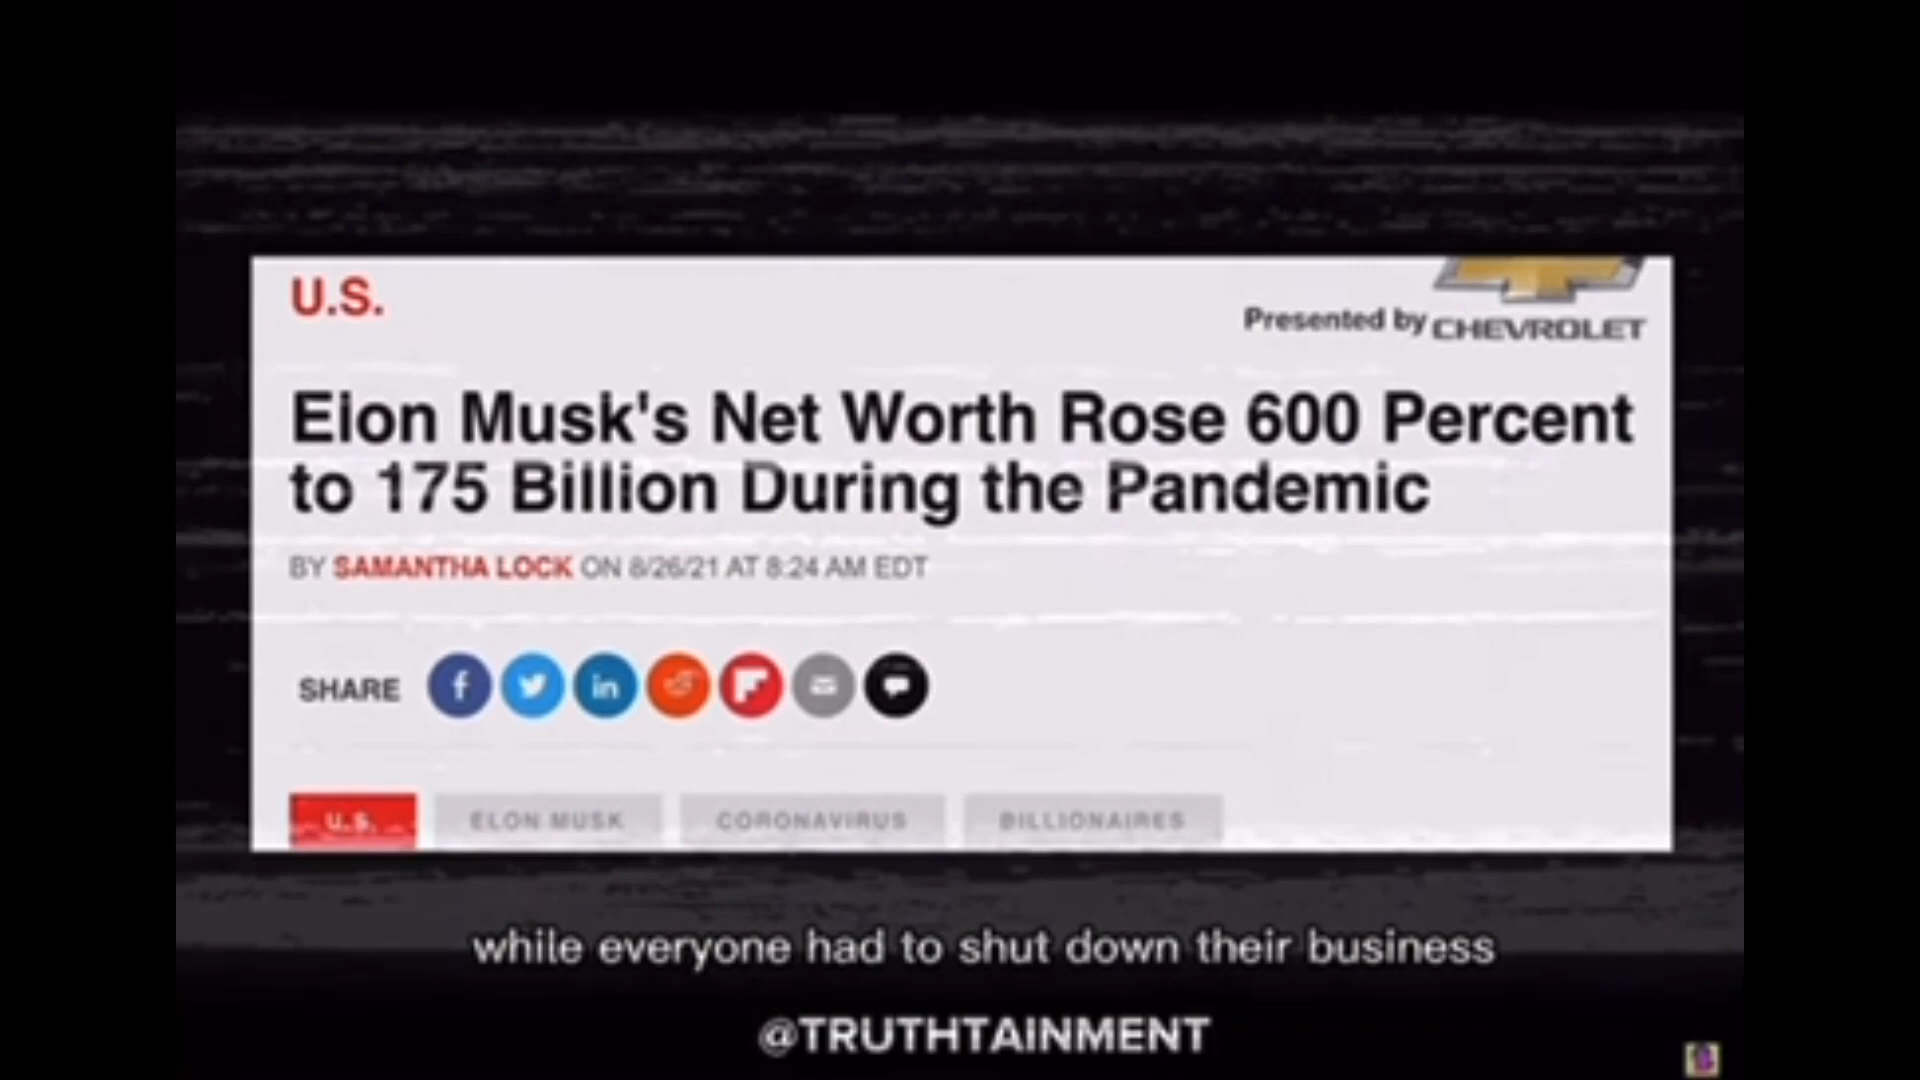 U.S.
Presented by CHEVROLET
Elon Musk's Net Worth Rose 600 Percent
to 175 Billion During the Pandemic
BY SAMANTHA LOCK ON 8/26/21 AT 8:24 AM EDT
SHARE
U.S. ELON MUSK CORONAVIRUS BILLIONAIRES
while everyone had to shut down their business
@TRUTHTAINMENT